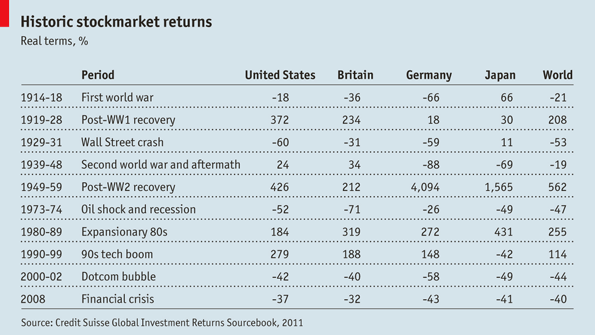 Historic stockmarket returns
Real terms, %
Period United States Britain Germany Japan World
1914-18 First world war -18 -36 -66 66 -21
1919-28 Post-WW1 recovery 372 234 18 30 208
1929-31 Wall Street crash -60 -31 -59 11 -53
1939-48 Second world war and aftermath 24 34 -88 -69 -19
1949-59 Post-WW2 recovery 426 212 4,094 1,565 562
1973-74 Oil shock and recession -52 -71 -26 -49 -47
1980-89 Expansionary 80s 184 319 272 431 255
1990-99 90s tech boom 279 188 148 -42 114
2000-02 Dotcom bubble -42 -40 -58 -49 -44
2008 Financial crisis -37 -32 -43 -41 -40
Source: Credit Suisse Global Investment Returns Sourcebook, 2011